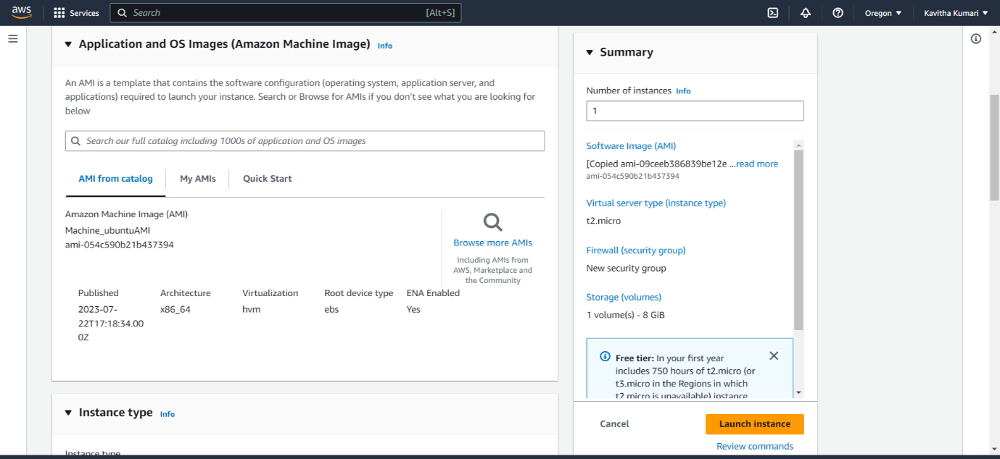 aws
Services
Search
[Alt+S]
Oregon
Kavitha Kumari
Application and OS Images (Amazon Machine Image) Info
An AMI is a template that contains the software configuration (operating system, application server, and
applications) required to launch your instance. Search or Browse for AMIs if you don't see what you are looking for
below
Search our full catalog including 1000s of application and OS images
AMI from catalog
My AMIs
Quick Start
Amazon Machine Image (AMI)
Machine_ubuntuAMI
ami-054c590b21b437394
Browse more AMIs
Including AMIs from
AWS, Marketplace and
the Community
Published Architecture Virtualization Root device type ENA Enabled
2023-07- x86_64 hvm ebs Yes
22T17:18:34.00
0Z
Instance type Info
Instance type
Summary
Number of instances Info
1
Software Image (AMI)
[Copied ami-09ceeb386839be12e ...read more
ami-054c590b21b437394
Virtual server type (instance type)
t2.micro
Firewall (security group)
New security group
Storage (volumes)
1 volume(s) - 8 GiB
Free tier: In your first year
includes 750 hours of t2.micro (or
t3.micro in the Regions in which
t2.micro is unavailable) instance
Cancel
Launch instance
Review commands